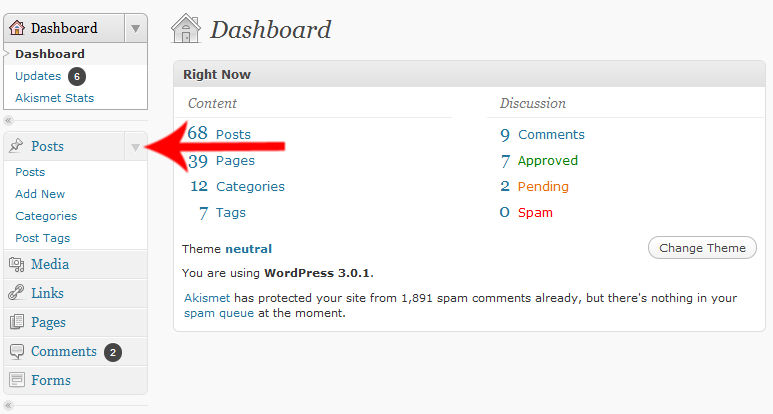 Dashboard
Dashboard
Updates 6
Akismet Stats
Posts
Posts
Add New
Categories
Post Tags
Media
Links
Pages
Comments 2
Forms
Dashboard
Right Now
Content
68 Posts
39 Pages
12 Categories
7 Tags
Discussion
9 Comments
7 Approved
2 Pending
0 Spam
Theme neutral
Change Theme
You are using WordPress 3.0.1.
Akismet has protected your site from 1,891 spam comments already, but there's nothing in your
spam queue at the moment.